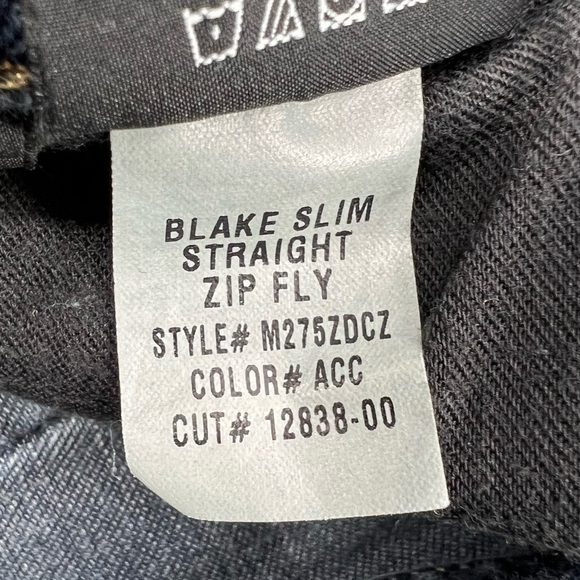 BLAKE SLIM
STRAIGHT
ZIP FLY
STYLE# M275ZDCZ
COLOR# ACC
CUT# 12838-00